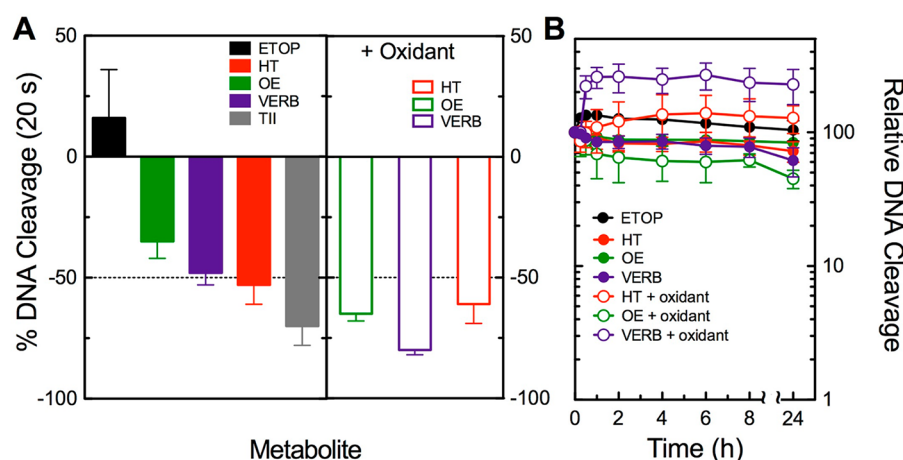 A
% DNA Cleavage (20 s)
50
0
-50
-100
ETOP
HT
OE
VERB
TII
+ Oxidant
HT
OE
VERB
50
0
-50
-100
Metabolite
B
ETOP
HT
OE
VERB
HT + oxidant
OE + oxidant
VERB + oxidant
100
10
1
Relative DNA Cleavage
0 2 4 6 8 24
Time (h)